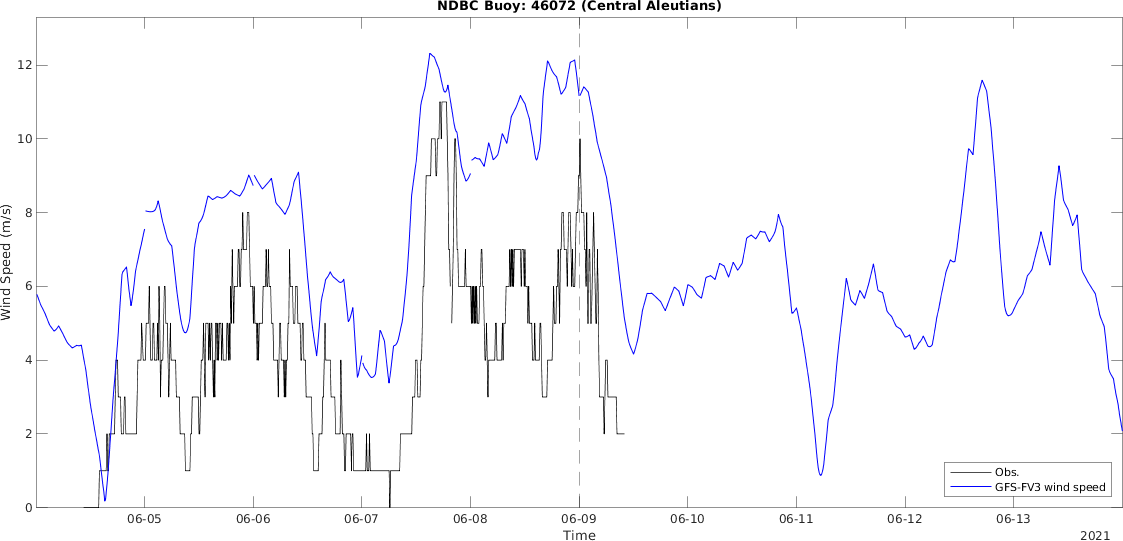 NDBC Buoy: 46072 (Central Aleutians)
Wind Speed (m/s)
12
10
8
6
4
2
0
Obs.
GFS-FV3 wind speed
06-05 06-06 06-07 06-08 06-09 06-10 06-11 06-12 06-13
Time
2021